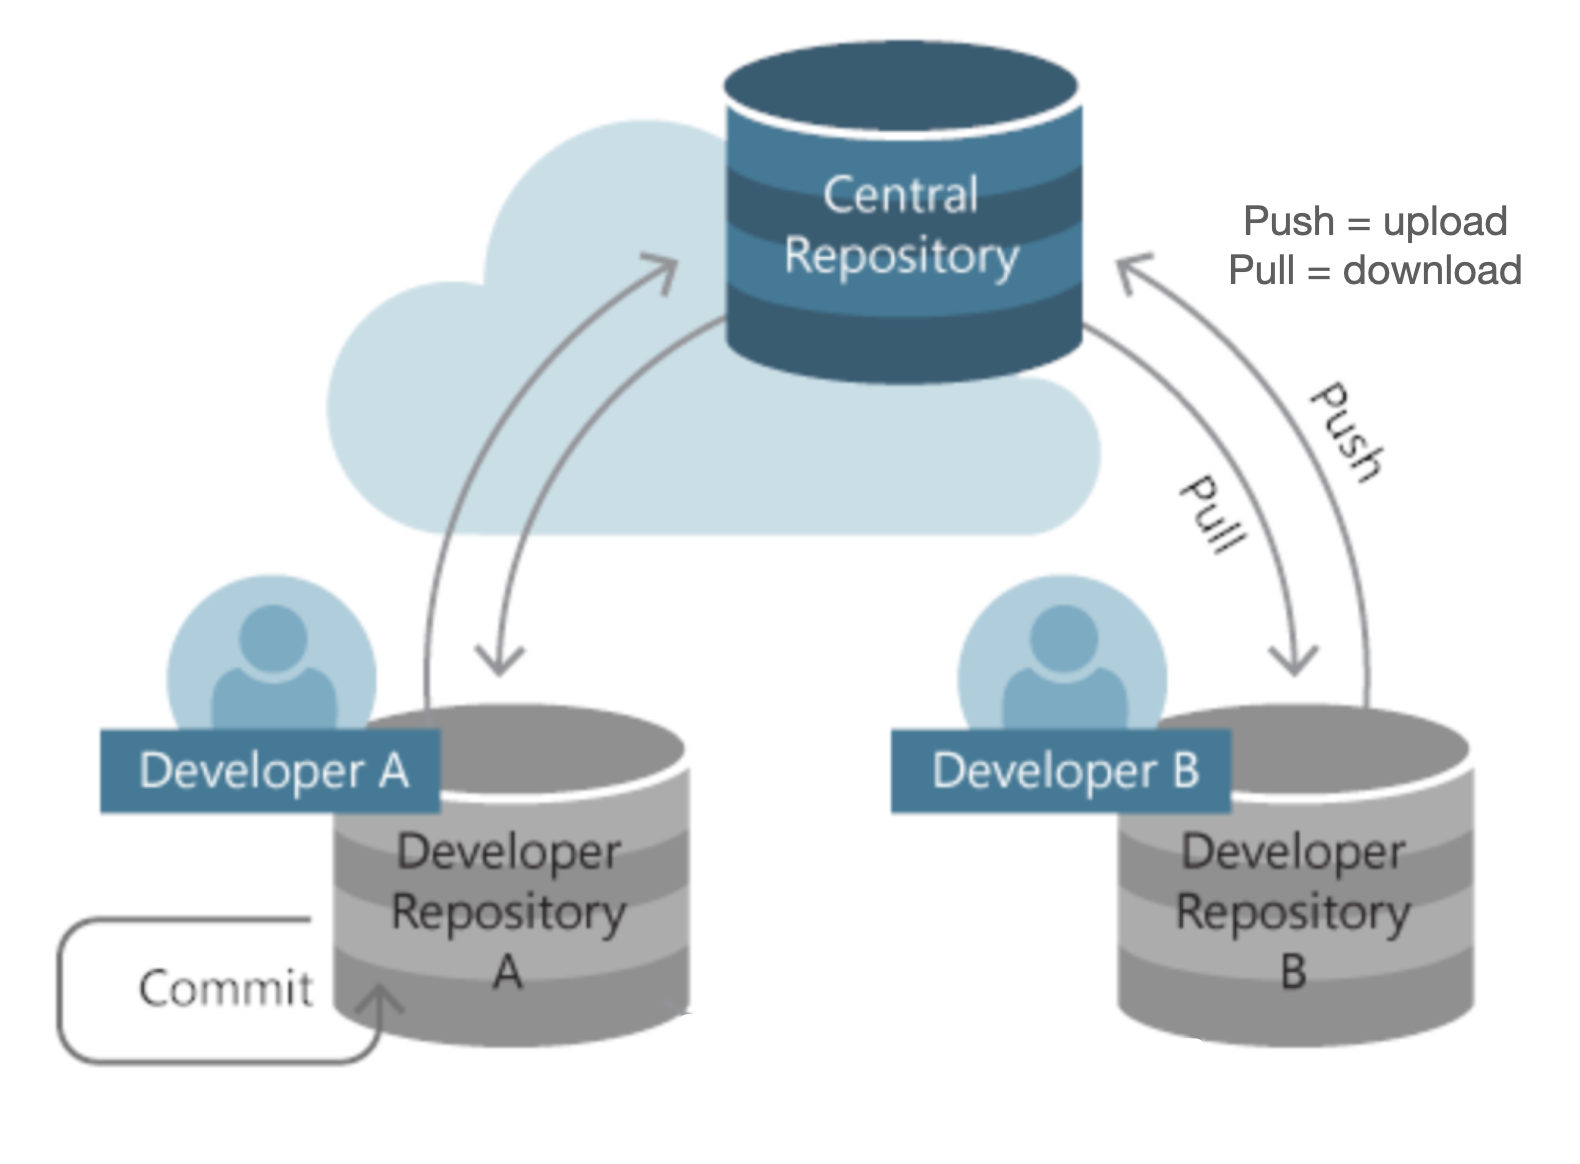 Central
Repository
Push = upload
Pull = download
Push
Pull
Developer A
Developer B
Developer
Repository
A
Developer
Repository
B
Commit